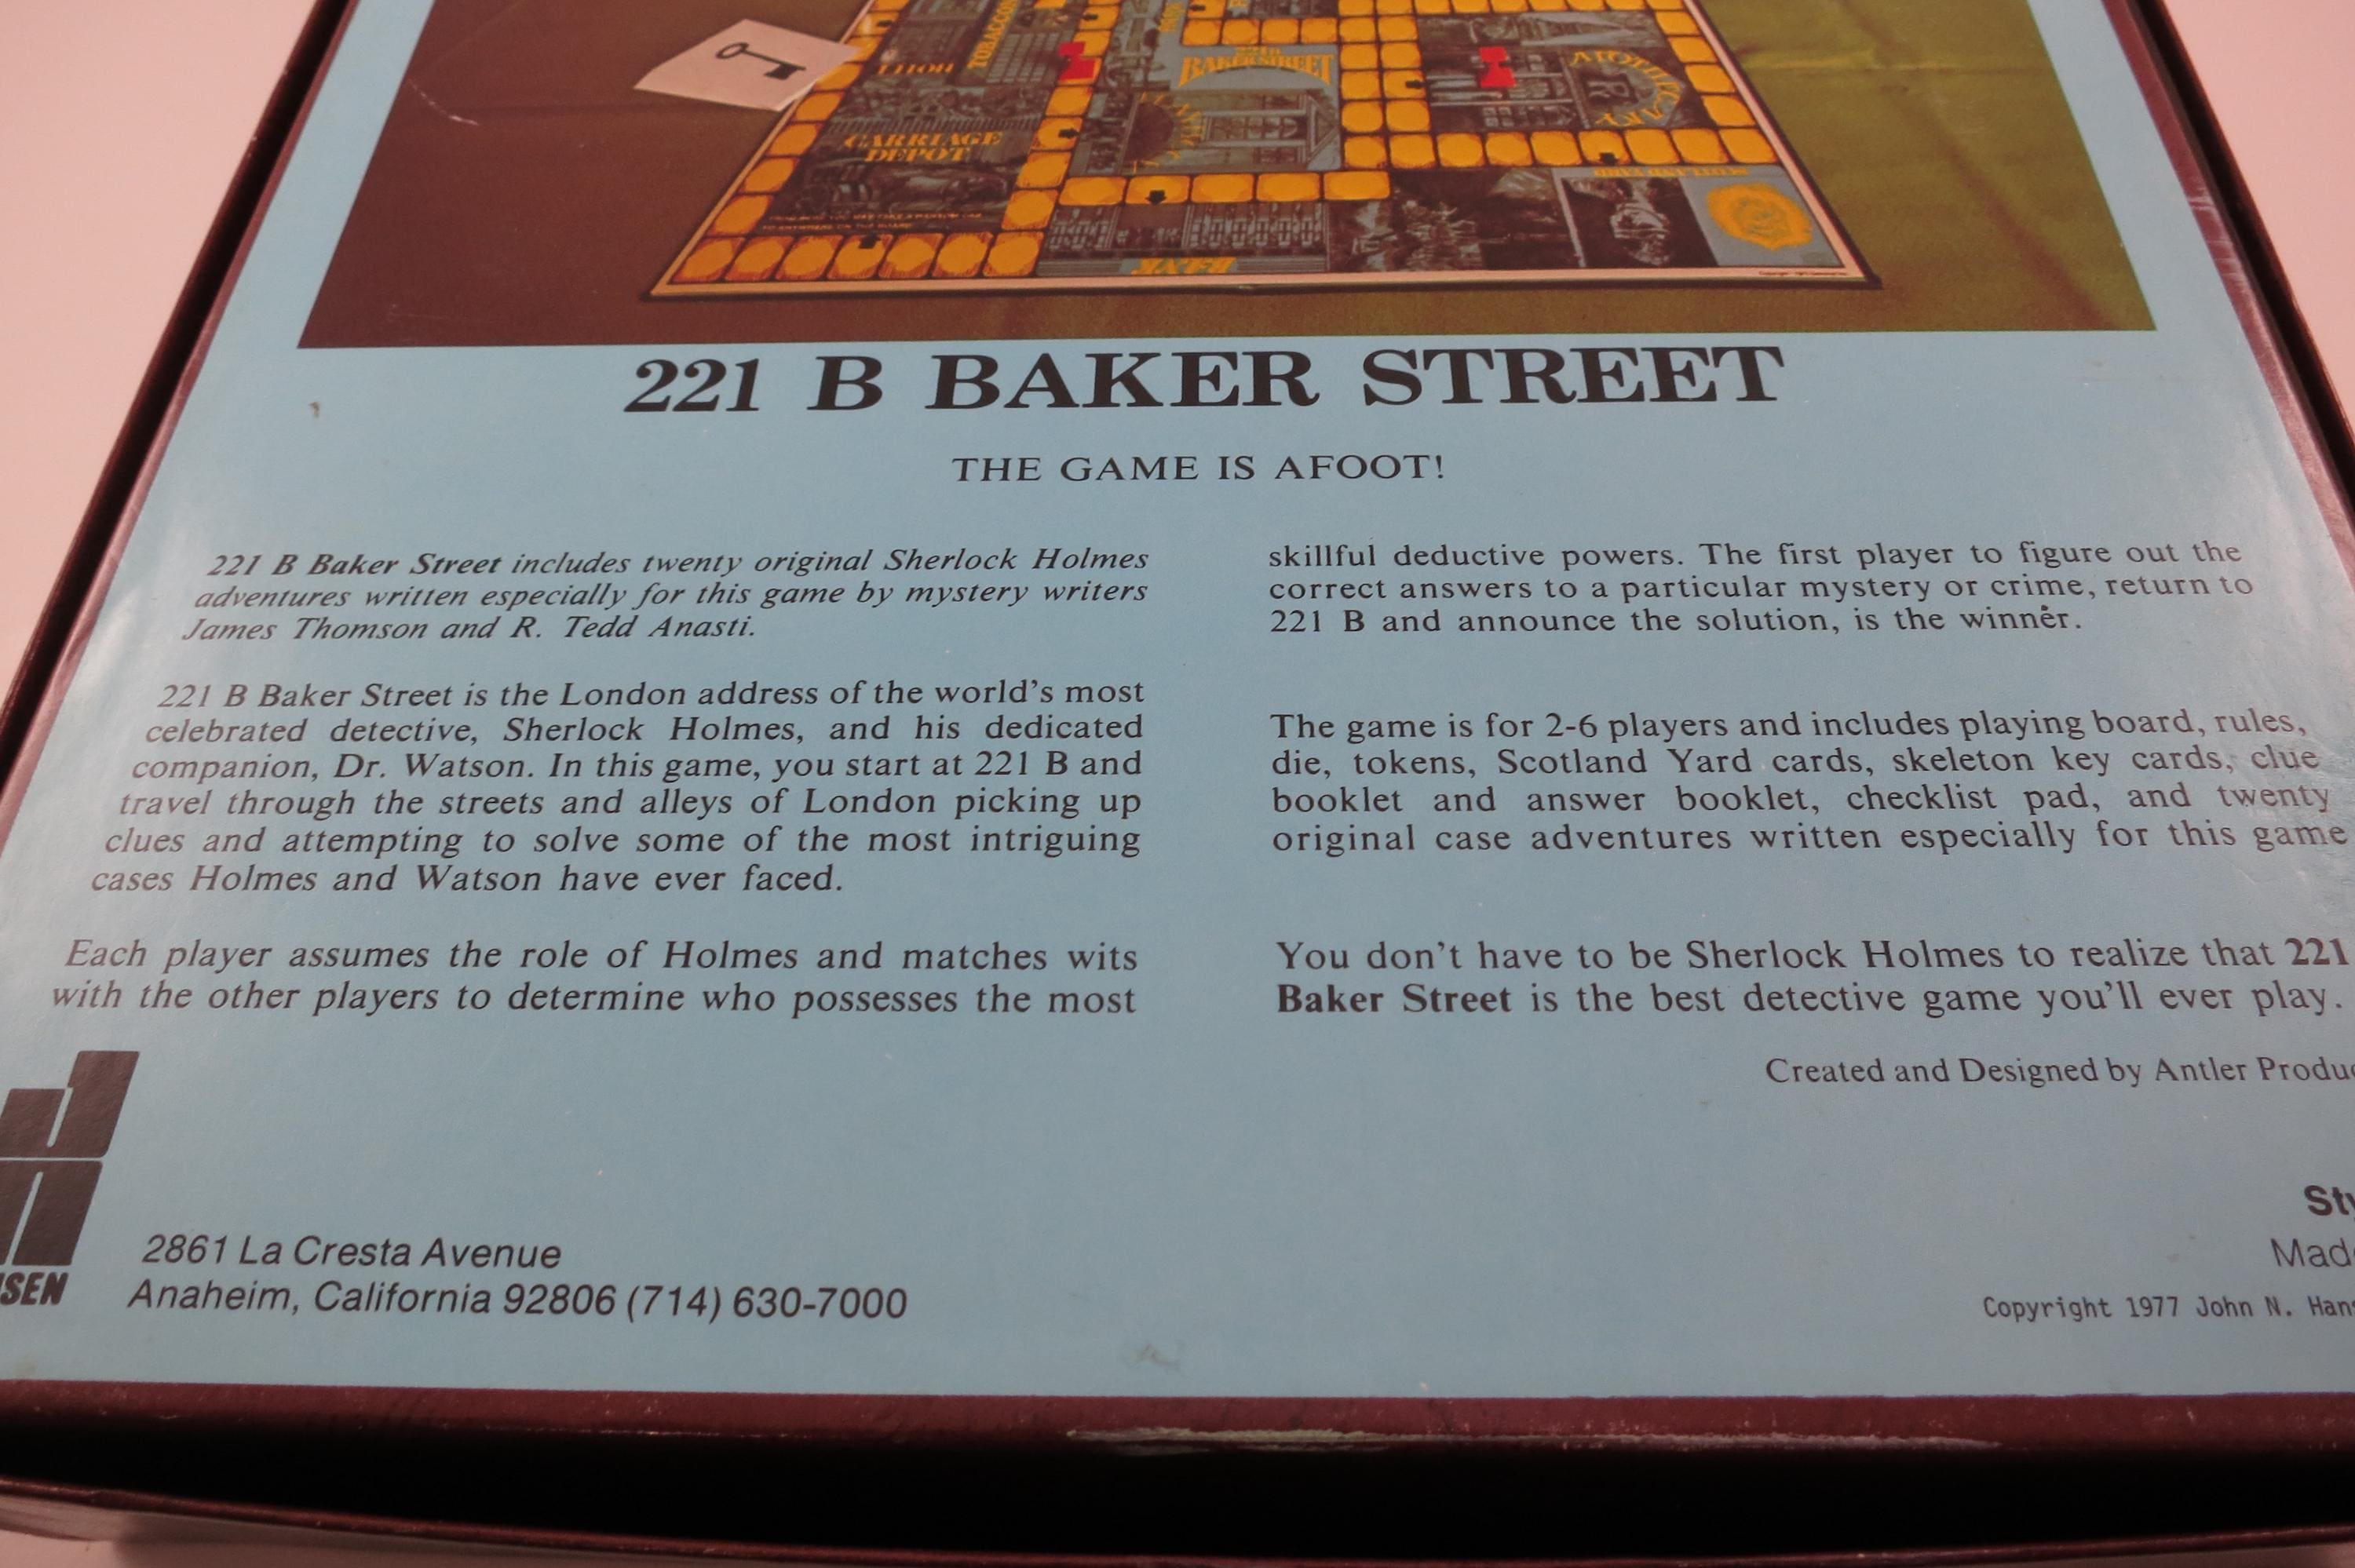 TOBACCON
BAKER STREET
CARRIAGE
DEPOT
BANK
221 B BAKER STREET
THE GAME IS AFOOT!
221 B Baker Street includes twenty original Sherlock Holmes
adventures written especially for this game by mystery writers
James Thomson and R. Tedd Anasti.
221 B Baker Street is the London address of the world's most
celebrated detective, Sherlock Holmes, and his dedicated
companion, Dr. Watson. In this game, you start at 221 B and
travel through the streets and alleys of London picking up
clues and attempting to solve some of the most intriguing
cases Holmes and Watson have ever faced.
Each player assumes the role of Holmes and matches wits
with the other players to determine who possesses the most
skillful deductive powers. The first player to figure out the
correct answers to a particular mystery or crime, return to
221 B and announce the solution, is the winner.
The game is for 2-6 players and includes playing board, rules,
die, tokens, Scotland Yard cards, skeleton key cards, clue
booklet and answer booklet, checklist pad, and twenty
original case adventures written especially for this game
You don't have to be Sherlock Holmes to realize that 221
Baker Street is the best detective game you'll ever play.
Created and Designed by Antler Produc
SEN
2861 La Cresta Avenue
Anaheim, California 92806 (714) 630-7000
Sty
Made
Copyright 1977 John N. Hans